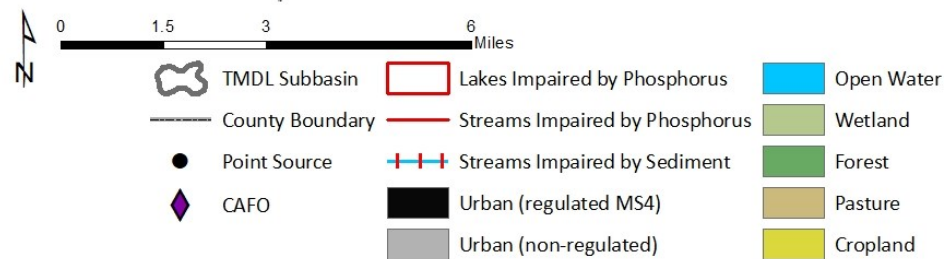 0 1.5 3 6
Miles
N
TMDL Subbasin
County Boundary
Point Source
CAFO
Lakes Impaired by Phosphorus
Streams Impaired by Phosphorus
Streams Impaired by Sediment
Urban (regulated MS4)
Urban (non-regulated)
Open Water
Wetland
Forest
Pasture
Cropland